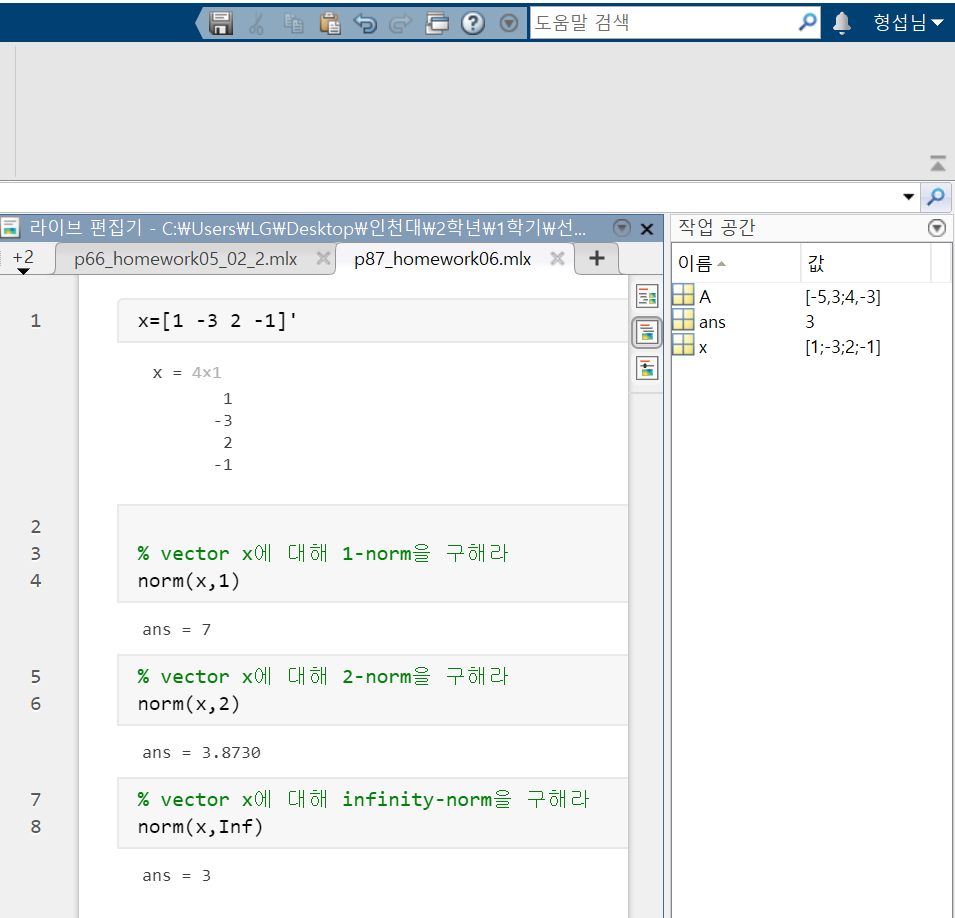 도움말 검색
형섭님
라이브 편집기 - C:₩Users₩LG₩Desktop₩인천대₩2학년₩1학기₩선...
+2
p66_homework05_02_2.mlx
p87_homework06.mlx
1
x=[1 -3 2 -1]'
x = 4×1
1
-3
2
-1
2
3
% vector x에 대해 1-norm을 구해라
4
norm(x,1)
ans = 7
5
% vector x에 대해 2-norm을 구해라
6
norm(x,2)
ans = 3.8730
7
% vector x에 대해 infinity-norm을 구해라
8
norm(x,Inf)
ans = 3
작업 공간
이름 값
A [-5,3;4,-3]
ans 3
x [1;-3;2;-1]